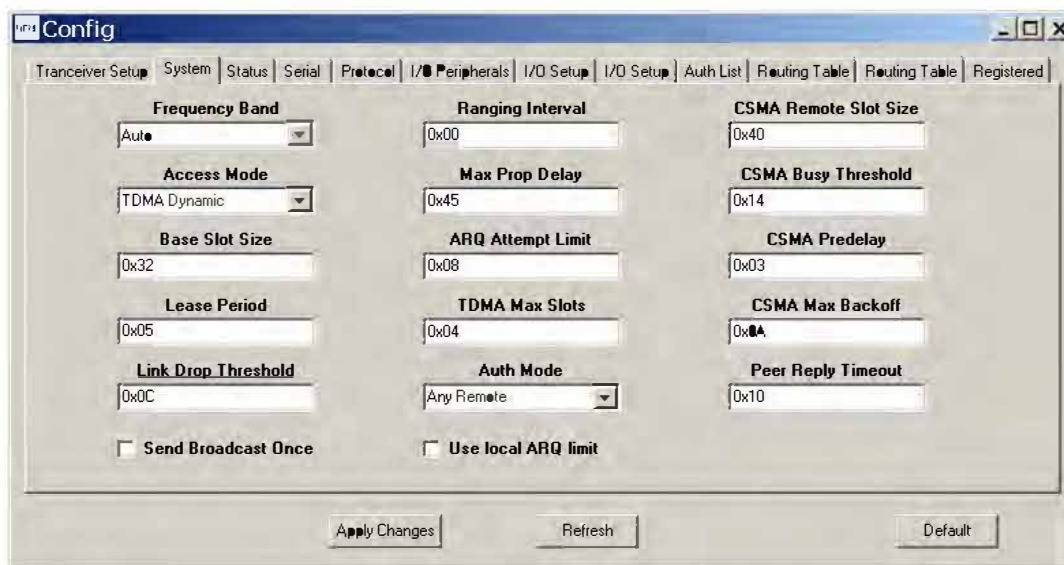 Config
Tranceiver Setup System Status Serial Protocol I/O Peripherals I/O Setup I/O Setup Auth List Routing Table Routing Table Registered
Frequency Band Ranging Interval CSMA Remote Slot Size
Auto 0x00 0x40
Access Mode Max Prop Delay CSMA Busy Threshold
TDMA Dynamic 0x45 0x14
Base Slot Size ARQ Attempt Limit CSMA Predelay
0x32 0x08 0x03
Lease Period TDMA Max Slots CSMA Max Backoff
0x05 0x04 0x0A
Link Drop Threshold Auth Mode Peer Reply Timeout
0x0C Any Remote 0x10
Send Broadcast Once Use local ARQ limit
Apply Changes Refresh Default